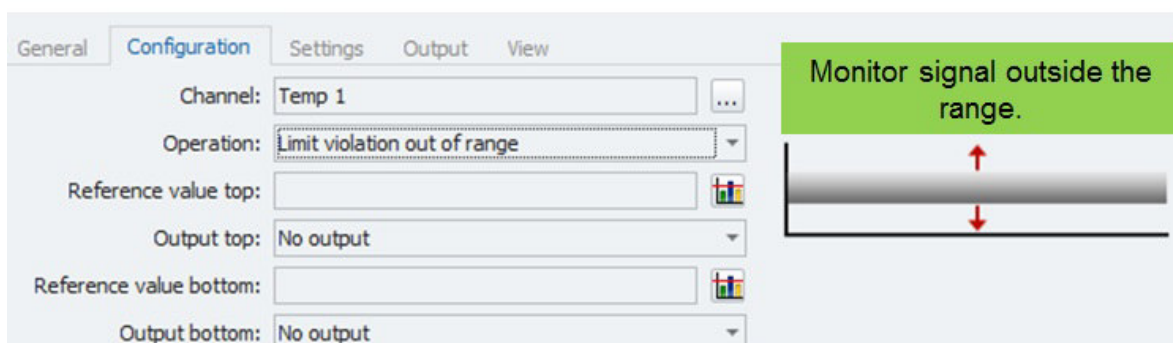 General Configuration Settings Output View
Channel: Temp 1 ...
Operation: Limit violation out of range
Reference value top:
Output top: No output
Reference value bottom:
Output bottom: No output
Monitor signal outside the
range.